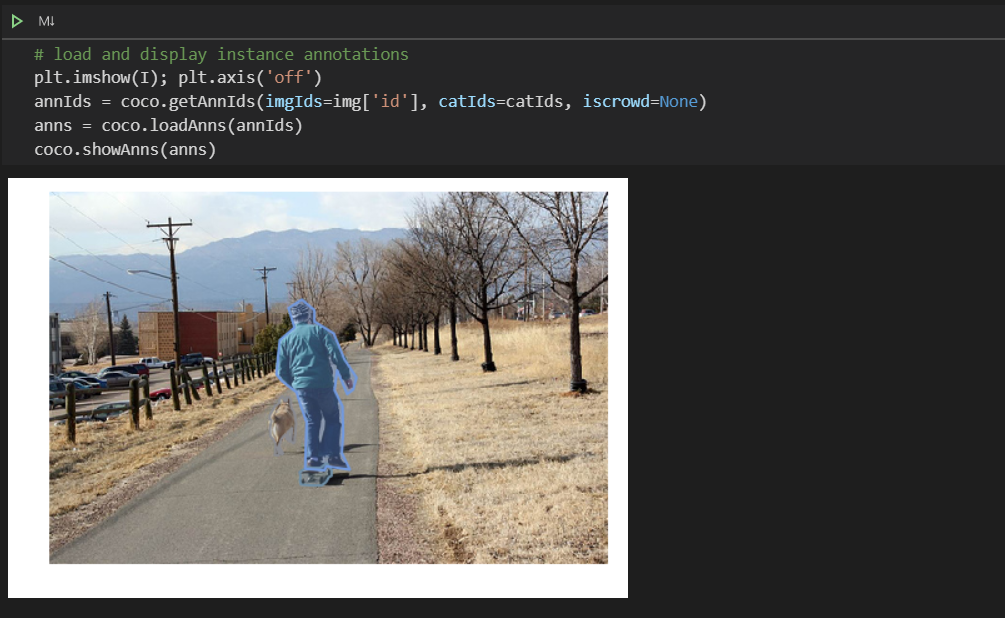 M↓
# load and display instance annotations
plt.imshow(I); plt.axis('off')
annIds = coco.getAnnIds(imgIds=img['id'], catIds=catIds, iscrowd=None)
anns = coco.loadAnns(annIds)
coco.showAnns(anns)